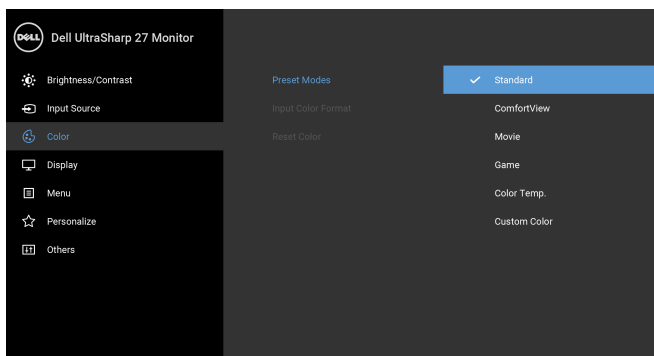 DELL Dell UltraSharp 27 Monitor
Brightness/Contrast
Input Source
Color
Display
Menu
Personalize
Others
Preset Modes
Input Color Format
Reset Color
Standard
ComfortView
Movie
Game
Color Temp.
Custom Color